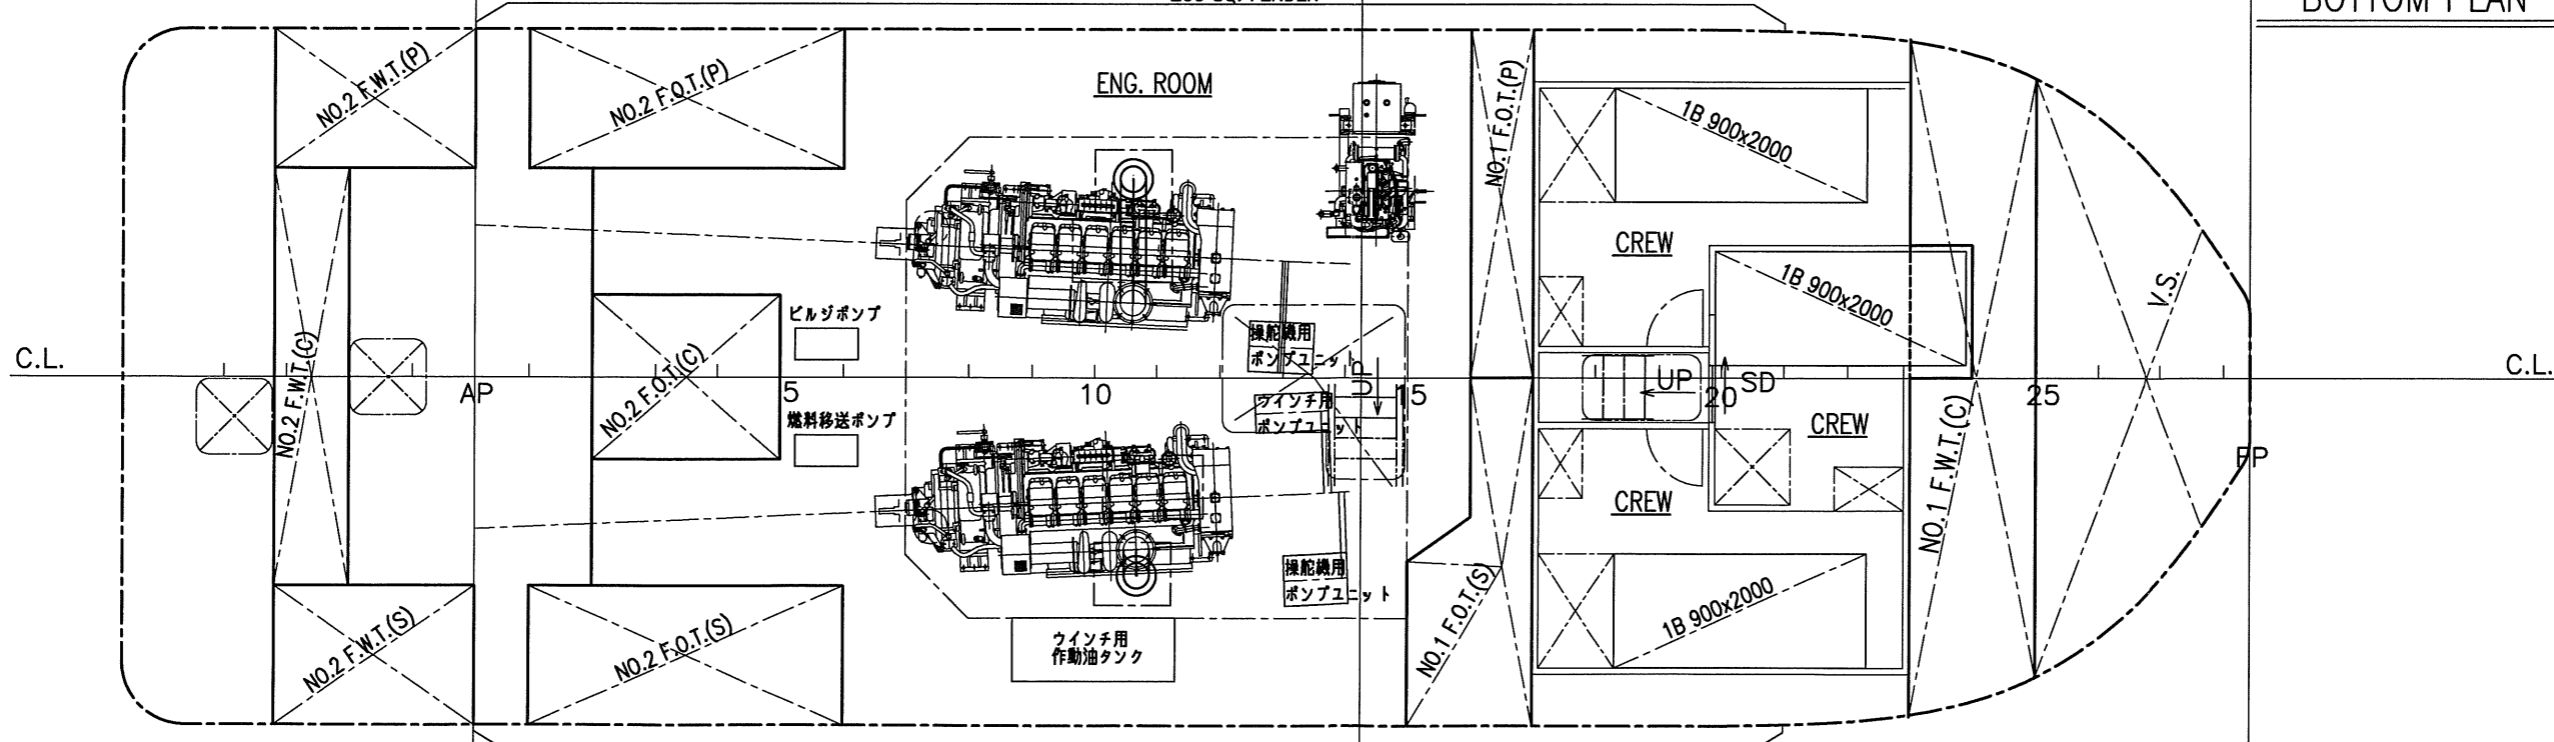 BOTTOM PLAN
NO.2 F.W.T.(P)
NO.2 F.O.T.(P)
ENG. ROOM
NO.1 F.O.T.(P)
1B 900x2000
CREW
1B 900x2000
V.S.
ビルジポンプ
操舵機用
ポンプユニット
C.L.
NO.2 F.W.T.(C)
AP
NO.2 F.O.T.(C)
5
10
UP
15
UP
20
SD
25
C.L.
燃料移送ポンプ
ウインチ用
ポンプユニット
CREW
NO.1 F.W.T.(C)
FP
CREW
操舵機用
ポンプユニット
NO.2 F.W.T.(S)
NO.2 F.O.T.(S)
ウインチ用
作動油タンク
NO.1 F.O.T.(S)
1B 900x2000